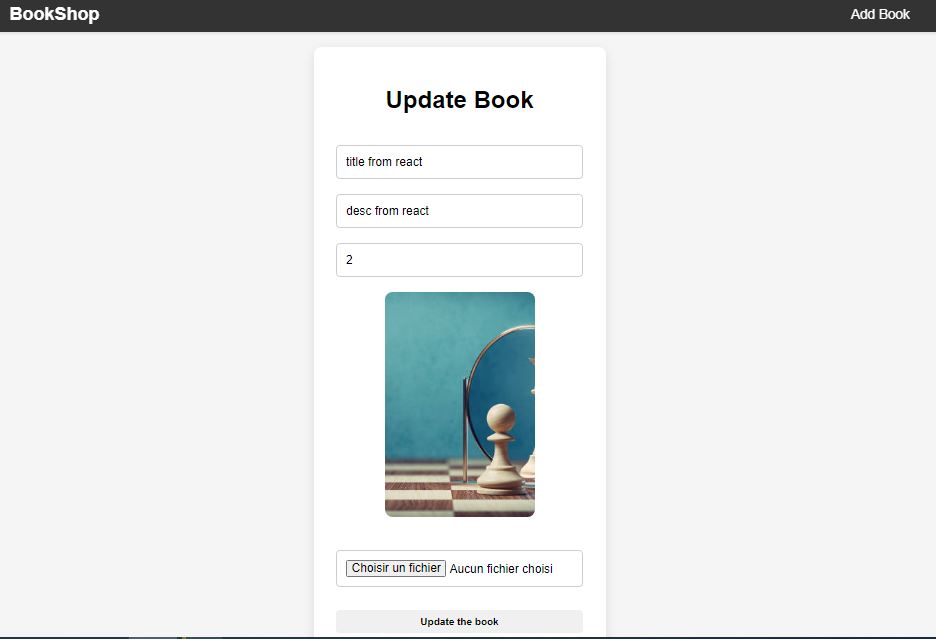 BookShop Add Book
Update Book
title from react
desc from react
2
Choisir un fichier Aucun fichier choisi
Update the book